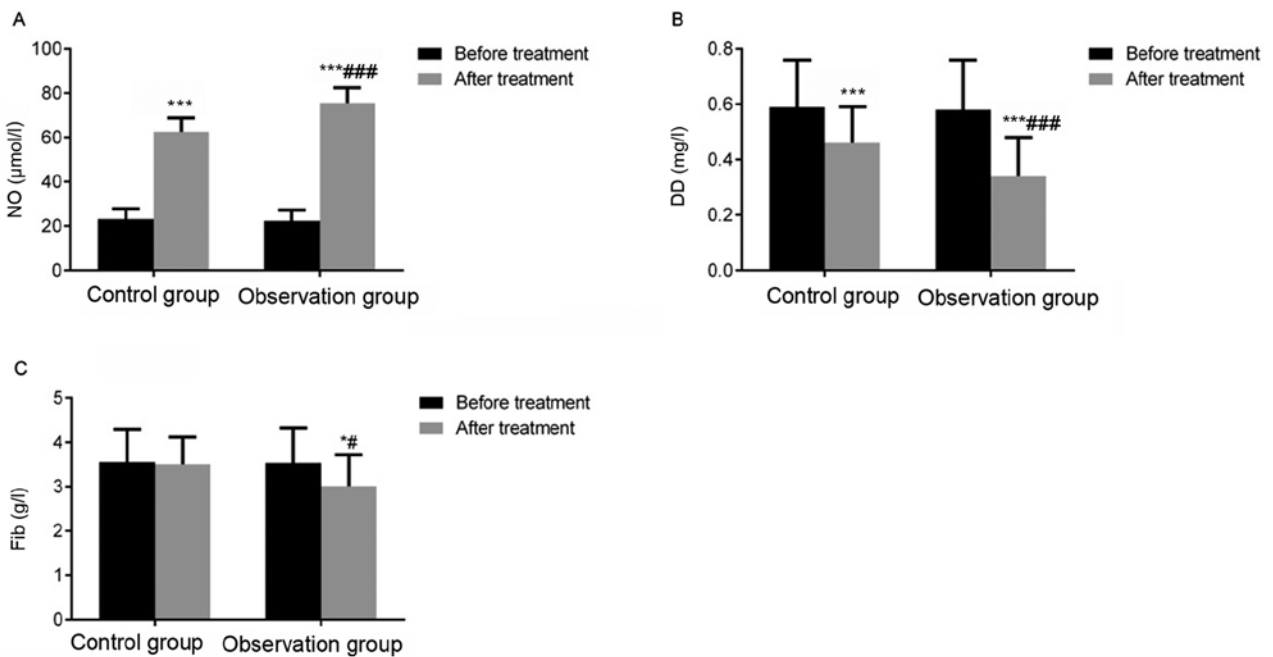 A
NO (µmol/l)
100
80
60
40
20
0
***
***###
Control group
Observation group
Before treatment
After treatment
B
DD (mg/l)
0.8
0.6
0.4
0.2
0.0
***
***###
Control group
Observation group
Before treatment
After treatment
C
Fib (g/l)
5
4
3
2
1
0
*#
Control group
Observation group
Before treatment
After treatment